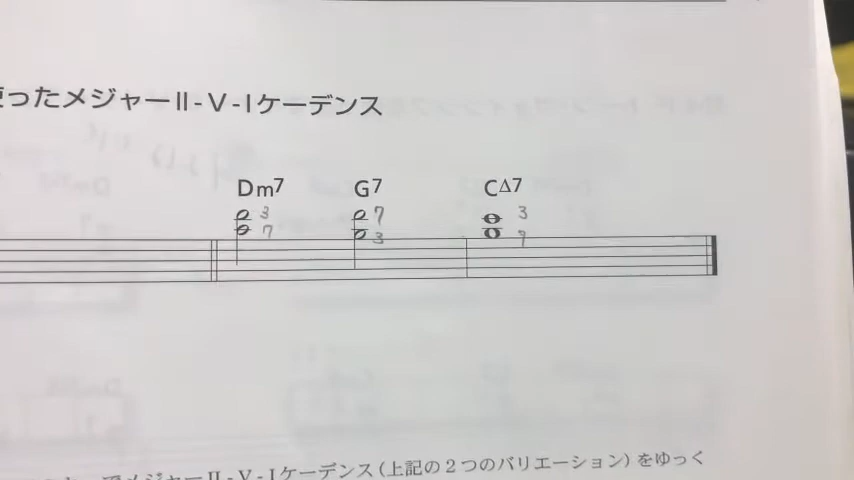 ったメジャーⅡ-Ⅴ-Ⅰケーデンス
Dm7 G7 CΔ7
3 7 3
7 3 7
でメジャーⅡ-Ⅴ-Ⅰケーデンス(上記の2つのバリエーション)をゆっく